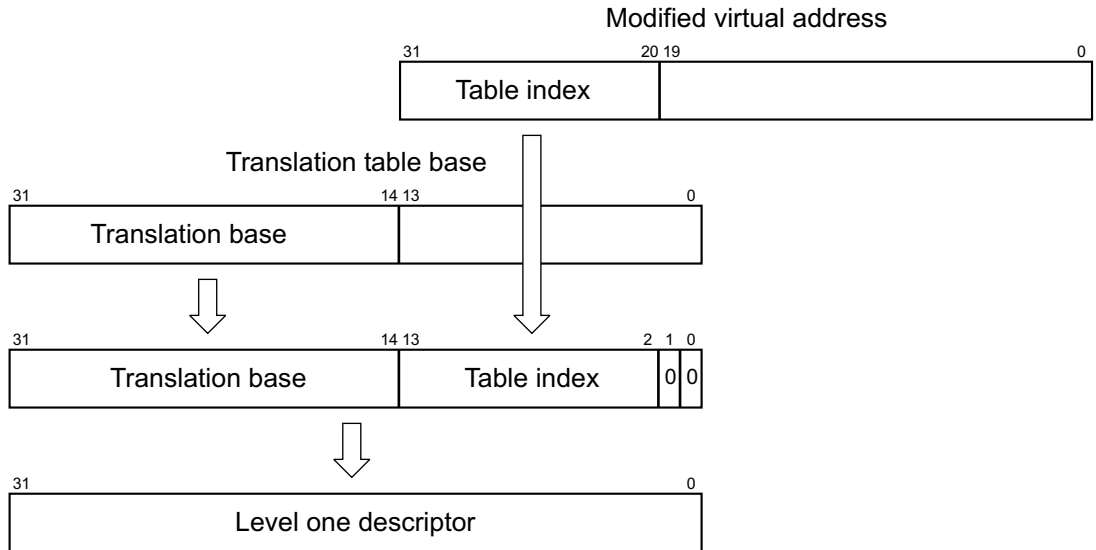 Modified virtual address
31 20 19 0
Table index
Translation table base
31 14 13 0
Translation base
31 14 13 2 1 0
Translation base Table index 0 0
31 0
Level one descriptor